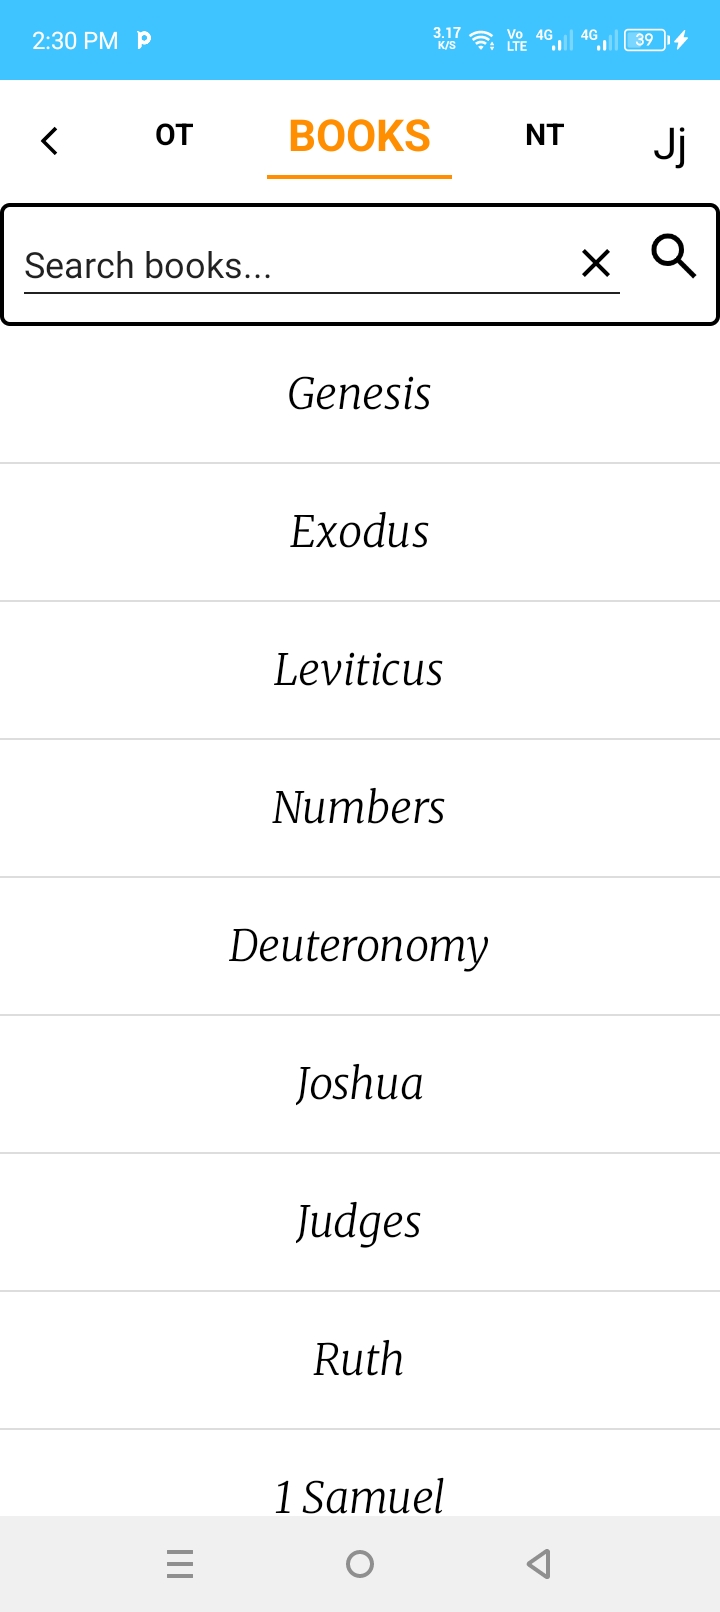 2:30 PM
3.17 K/S Vo LTE 4G 4G 39
OT BOOKS NT Jj
Search books...
Genesis
Exodus
Leviticus
Numbers
Deuteronomy
Joshua
Judges
Ruth
1 Samuel